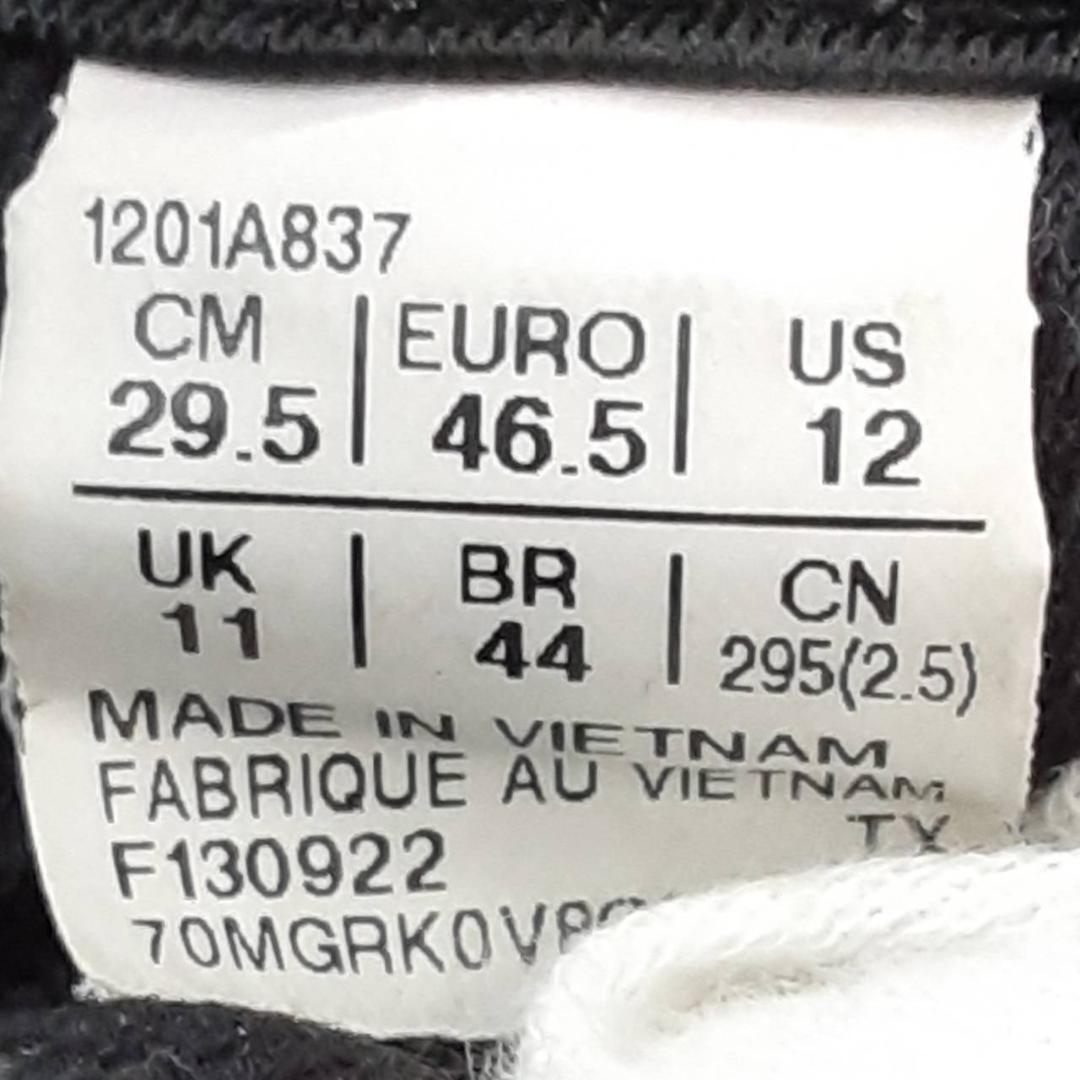 1201A837
CM | EURO | US
29.5 | 46.5 | 12
UK | BR | CN
11 | 44 | 295(2.5)
MADE IN VIETNAM
FABRIQUE AU VIETNAM
TX
F130922